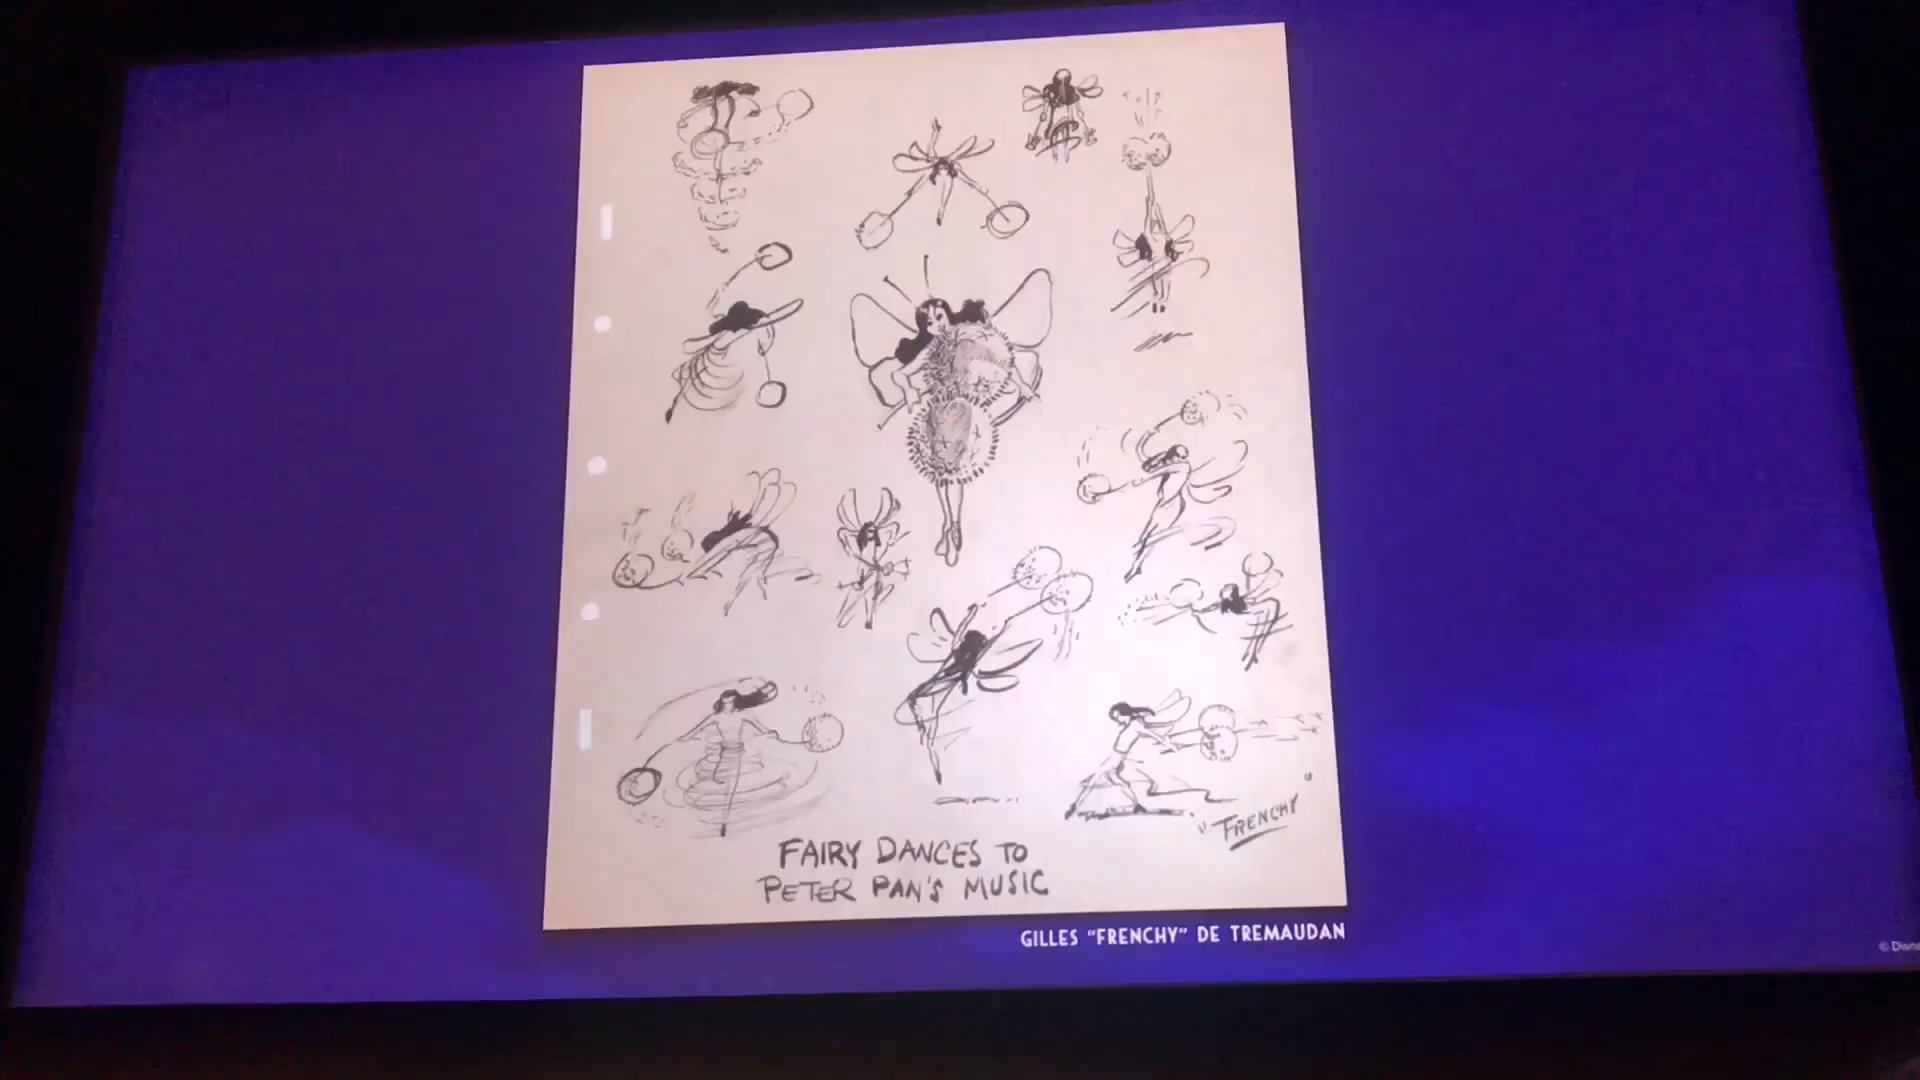 " FRENCHY "
FAIRY DANCES TO
PETER PAN'S MUSIC
GILLES "FRENCHY" DE TREMAUDAN
©